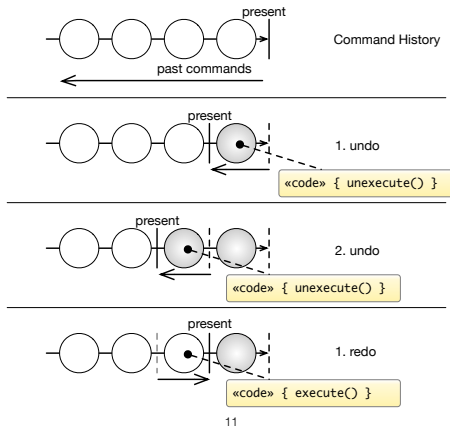 present
Command History
past commands
present
1. undo
«code» { unexecute() }
present
2. undo
«code» { unexecute() }
present
1. redo
«code» { execute() }
11